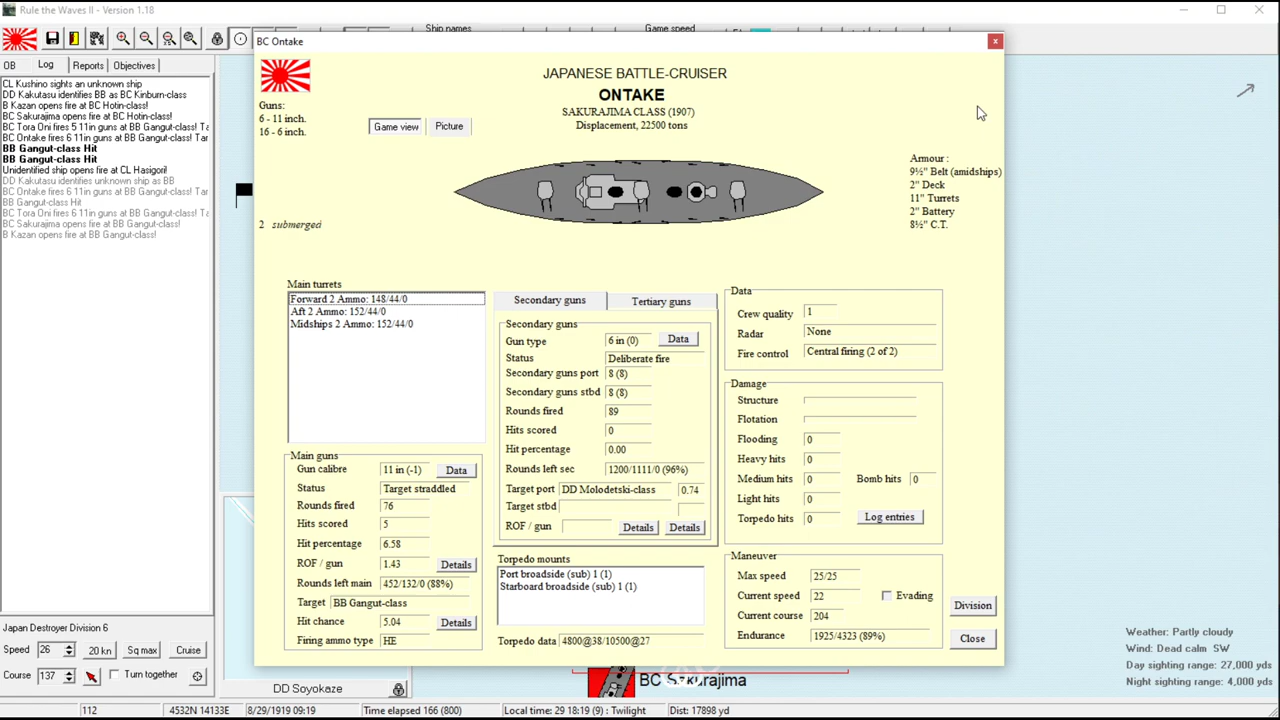 Rule the Waves II - Version 1.18
Ship names
Game speed
OB
Log
Reports
Objectives
CL Kushino sights an unknown ship
DD Kakutasu identifies BB as BC Kinburn-class
B Kazan opens fire at BC Hotin-class!
BC Sakurajima opens fire at BC Hotin-class!
BC Tora Oni fires 5 11in guns at BB Gangut-class! Ta
BC Ontake fires 6 11in guns at BB Gangut-class! Tar
BB Gangut-class Hit
BB Gangut-class Hit
Unidentified ship opens fire at CL Hasigori!
DD Kakutasu identifies unknown ship as BB
BC Ontake fires 6 11in guns at BB Gangut-class! Tar
BB Gangut-class Hit
BC Tora Oni fires 6 11in guns at BB Gangut-class! Ta
BC Sakurajima opens fire at BB Gangut-class!
B Kazan opens fire at BB Gangut-class!
Japan Destroyer Division 6
Speed 26 20 kn Sq max Cruise
Course 137 Turn together
BC Ontake
JAPANESE BATTLE-CRUISER
ONTAKE
SAKURAJIMA CLASS (1907)
Displacement, 22500 tons
Guns:
6 - 11 inch.
16 - 6 inch.
Game view
Picture
2 submerged
Armour :
9½" Belt (amidships)
2" Deck
11" Turrets
2" Battery
8½" C.T.
Main turrets
Forward 2 Ammo: 148/44/0
Aft 2 Ammo: 152/44/0
Midships 2 Ammo: 152/44/0
Main guns
Gun calibre 11 in (-1) Data
Status Target straddled
Rounds fired 76
Hits scored 5
Hit percentage 6.58
ROF / gun 1.43 Details
Rounds left main 452/132/0 (88%)
Target BB Gangut-class
Hit chance 5.04 Details
Firing ammo type HE
Secondary guns
Tertiary guns
Secondary guns
Gun type 6 in (0) Data
Status Deliberate fire
Secondary guns port 8 (8)
Secondary guns stbd 8 (8)
Rounds fired 89
Hits scored 0
Hit percentage 0.00
Rounds left sec 1200/1111/0 (96%)
Target port DD Molodetski-class 0.74
Target stbd
ROF / gun Details Details
Torpedo mounts
Port broadside (sub) 1 (1)
Starboard broadside (sub) 1 (1)
Torpedo data 4800@38/10500@27
Data
Crew quality 1
Radar None
Fire control Central firing (2 of 2)
Damage
Structure
Flotation
Flooding 0
Heavy hits 0
Medium hits 0 Bomb hits 0
Light hits 0
Torpedo hits 0 Log entries
Maneuver
Max speed 25/25
Current speed 22 Evading
Current course 204
Endurance 1925/4323 (89%)
Division
Close
Weather: Partly cloudy
Wind: Dead calm SW
Day sighting range: 27,000 yds
Night sighting range: 4,000 yds
BC Sakurajima
DD Soyokaze
112
4532N 14133E
8/29/1919 09:19
Time elapsed 166 (800)
Local time: 29 18:19 (9) : Twilight
Dist: 17898 yd